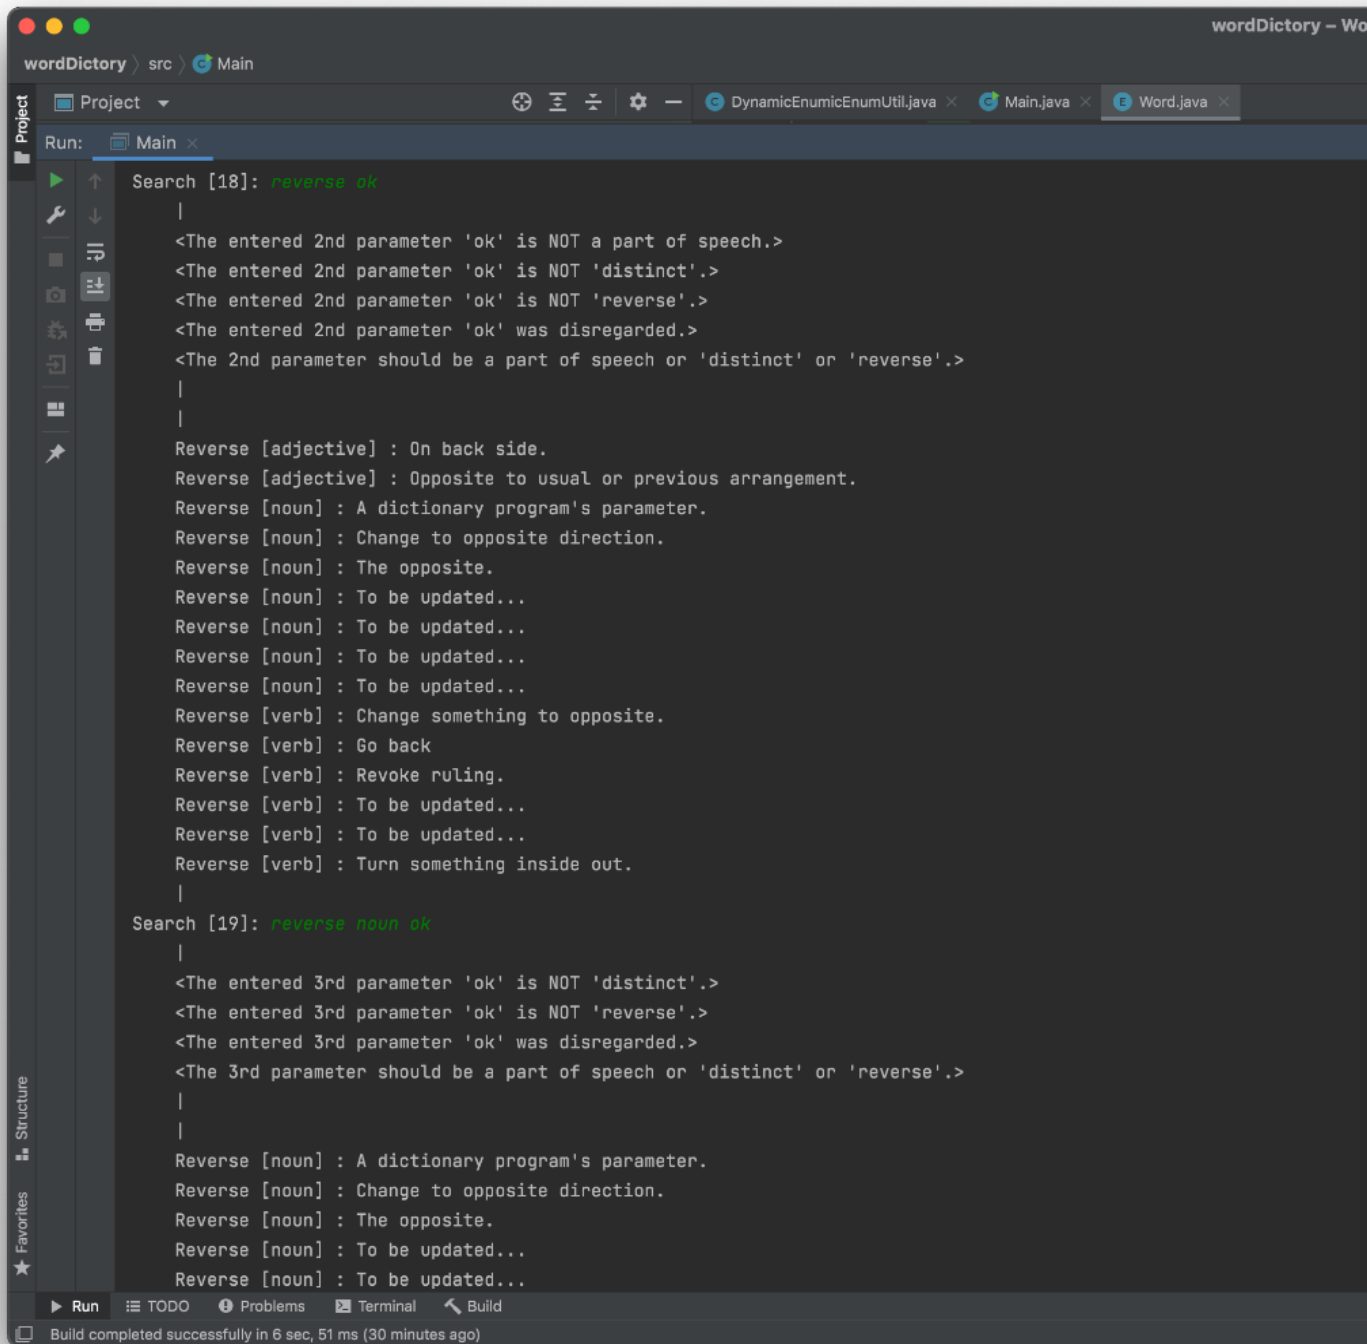 wordDictory – Wo
wordDictory src Main
Project
Project DynamicEnumicEnumUtil.java Main.java Word.java
Run: Main
Search [18]: reverse ok
|
<The entered 2nd parameter 'ok' is NOT a part of speech.>
<The entered 2nd parameter 'ok' is NOT 'distinct'.>
<The entered 2nd parameter 'ok' is NOT 'reverse'.>
<The entered 2nd parameter 'ok' was disregarded.>
<The 2nd parameter should be a part of speech or 'distinct' or 'reverse'.>
|
|
Reverse [adjective] : On back side.
Reverse [adjective] : Opposite to usual or previous arrangement.
Reverse [noun] : A dictionary program's parameter.
Reverse [noun] : Change to opposite direction.
Reverse [noun] : The opposite.
Reverse [noun] : To be updated...
Reverse [noun] : To be updated...
Reverse [noun] : To be updated...
Reverse [noun] : To be updated...
Reverse [verb] : Change something to opposite.
Reverse [verb] : Go back
Reverse [verb] : Revoke ruling.
Reverse [verb] : To be updated...
Reverse [verb] : To be updated...
Reverse [verb] : Turn something inside out.
|
Search [19]: reverse noun ok
|
<The entered 3rd parameter 'ok' is NOT 'distinct'.>
<The entered 3rd parameter 'ok' is NOT 'reverse'.>
<The entered 3rd parameter 'ok' was disregarded.>
<The 3rd parameter should be a part of speech or 'distinct' or 'reverse'.>
|
|
Reverse [noun] : A dictionary program's parameter.
Reverse [noun] : Change to opposite direction.
Reverse [noun] : The opposite.
Reverse [noun] : To be updated...
Reverse [noun] : To be updated...
Structure
Favorites
Run TODO Problems Terminal Build
Build completed successfully in 6 sec, 51 ms (30 minutes ago)